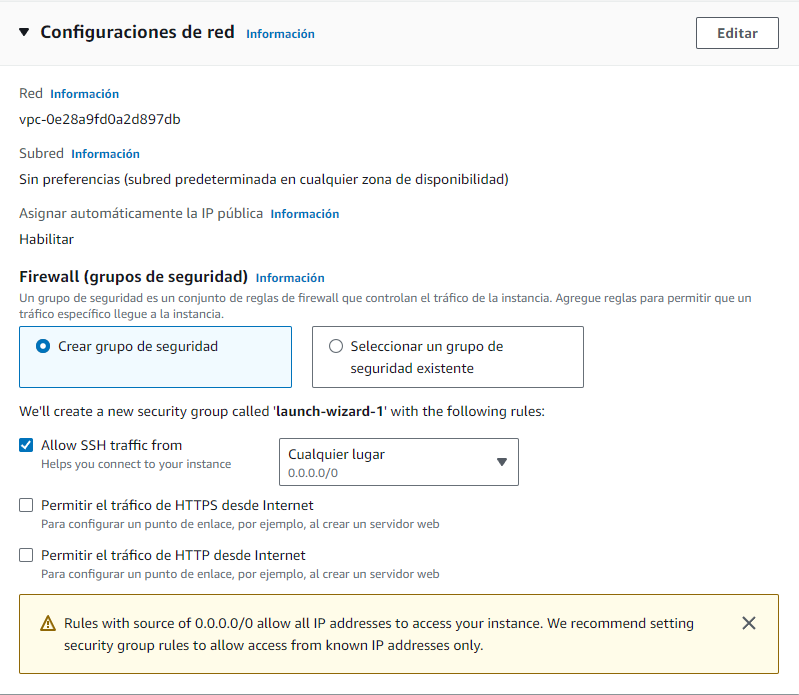 Configuraciones de red Información
Editar
Red Información
vpc-0e28a9fd0a2d897db
Subred Información
Sin preferencias (subred predeterminada en cualquier zona de disponibilidad)
Asignar automáticamente la IP pública Información
Habilitar
Firewall (grupos de seguridad) Información
Un grupo de seguridad es un conjunto de reglas de firewall que controlan el tráfico de la instancia. Agregue reglas para permitir que un
tráfico específico llegue a la instancia.
Crear grupo de seguridad
Seleccionar un grupo de
seguridad existente
We'll create a new security group called 'launch-wizard-1' with the following rules:
Allow SSH traffic from
Helps you connect to your instance
Cualquier lugar
0.0.0.0/0
Permitir el tráfico de HTTPS desde Internet
Para configurar un punto de enlace, por ejemplo, al crear un servidor web
Permitir el tráfico de HTTP desde Internet
Para configurar un punto de enlace, por ejemplo, al crear un servidor web
Rules with source of 0.0.0.0/0 allow all IP addresses to access your instance. We recommend setting
security group rules to allow access from known IP addresses only.